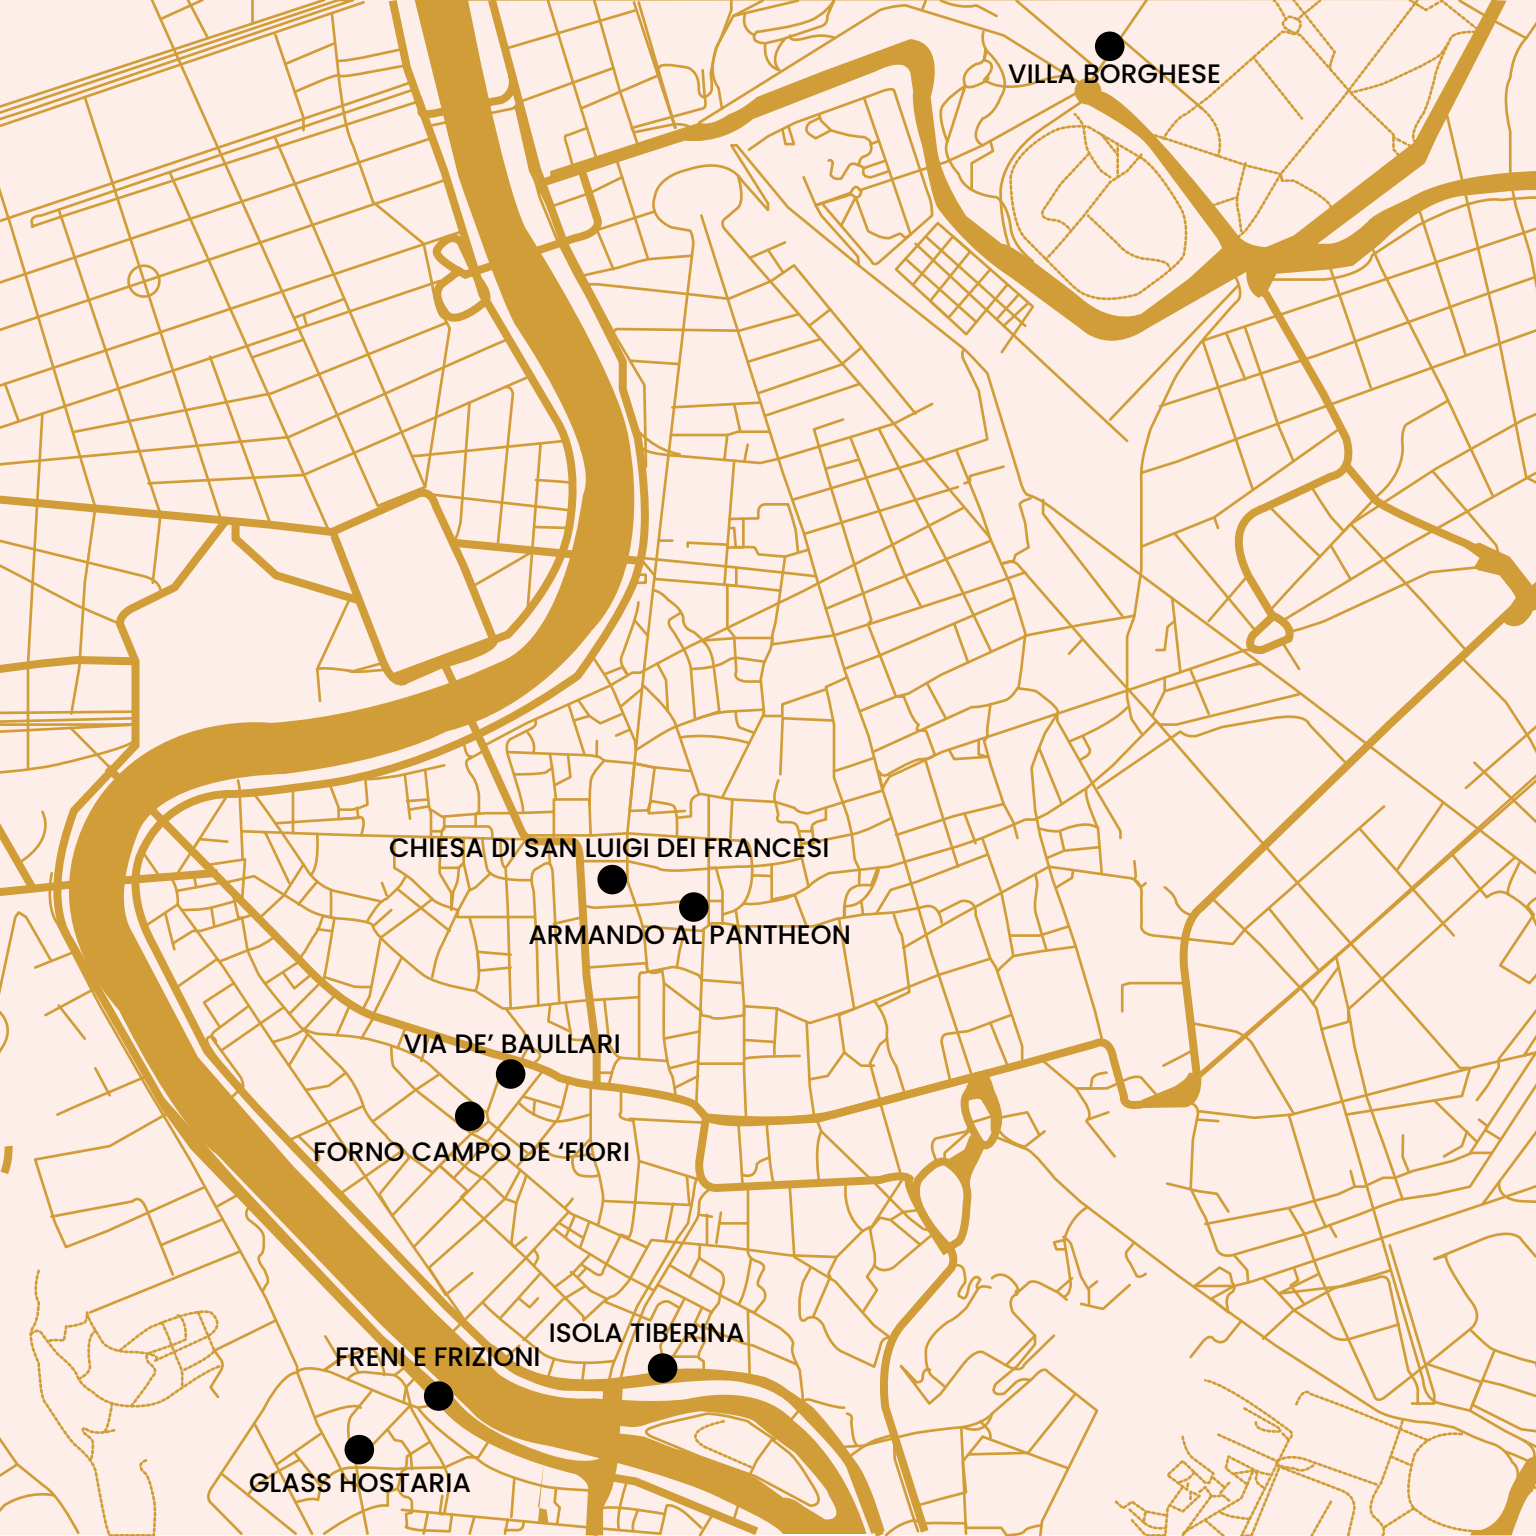 VILLA BORGHESE
CHIESA DI SAN LUIGI DEI FRANCESI
ARMANDO AL PANTHEON
VIA DE’ BAULLARI
FORNO CAMPO DE ‘FIORI
ISOLA TIBERINA
FRENI E FRIZIONI
GLASS HOSTARIA